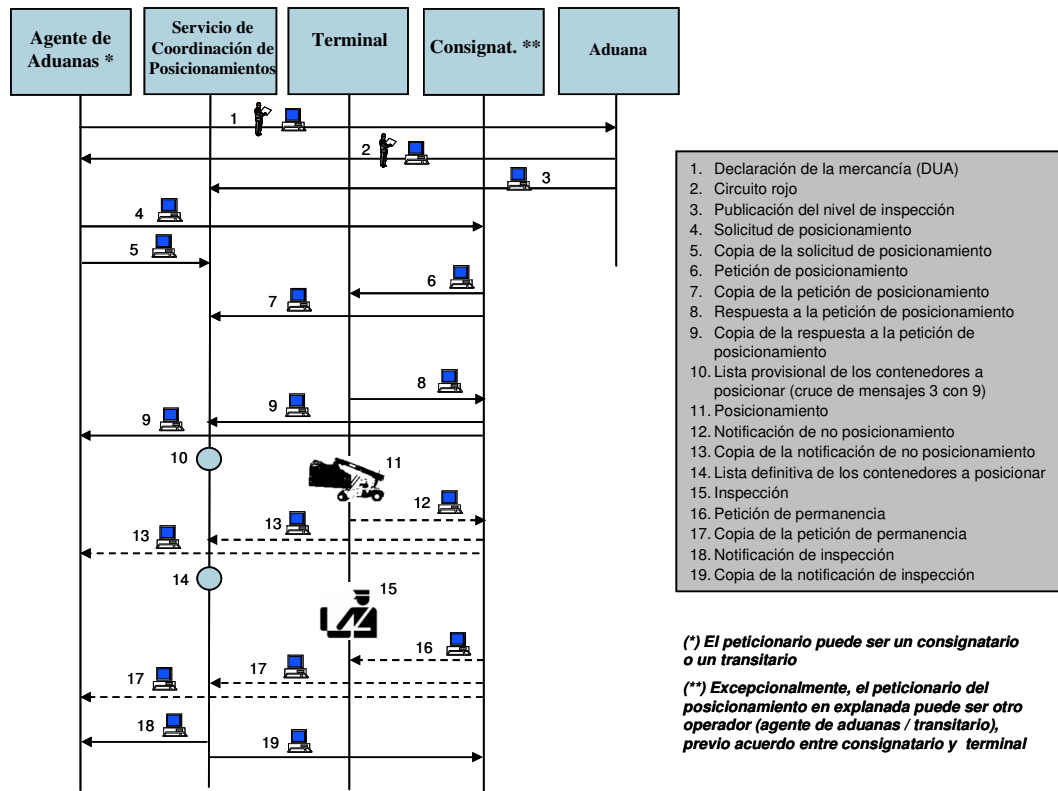 Agente de
Aduanas *
Servicio de
Coordinación de
Posicionamientos
Terminal
Consignat. **
Aduana
1
2
3
4
5
6
7
8
9
9
10
11
12
13
13
14
15
16
17
17
18
19
1. Declaración de la mercancía (DUA)
2. Circuito rojo
3. Publicación del nivel de inspección
4. Solicitud de posicionamiento
5. Copia de la solicitud de posicionamiento
6. Petición de posicionamiento
7. Copia de la petición de posicionamiento
8. Respuesta a la petición de posicionamiento
9. Copia de la respuesta a la petición de
posicionamiento
10. Lista provisional de los contenedores a
posicionar (cruce de mensajes 3 con 9)
11. Posicionamiento
12. Notificación de no posicionamiento
13. Copia de la notificación de no posicionamiento
14. Lista definitiva de los contenedores a posicionar
15. Inspección
16. Petición de permanencia
17. Copia de la petición de permanencia
18. Notificación de inspección
19. Copia de la notificación de inspección
(*) El peticionario puede ser un consignatario
o un transitario
(**) Excepcionalmente, el peticionario del
posicionamiento en explanada puede ser otro
operador (agente de aduanas / transitario),
previo acuerdo entre consignatario y terminal